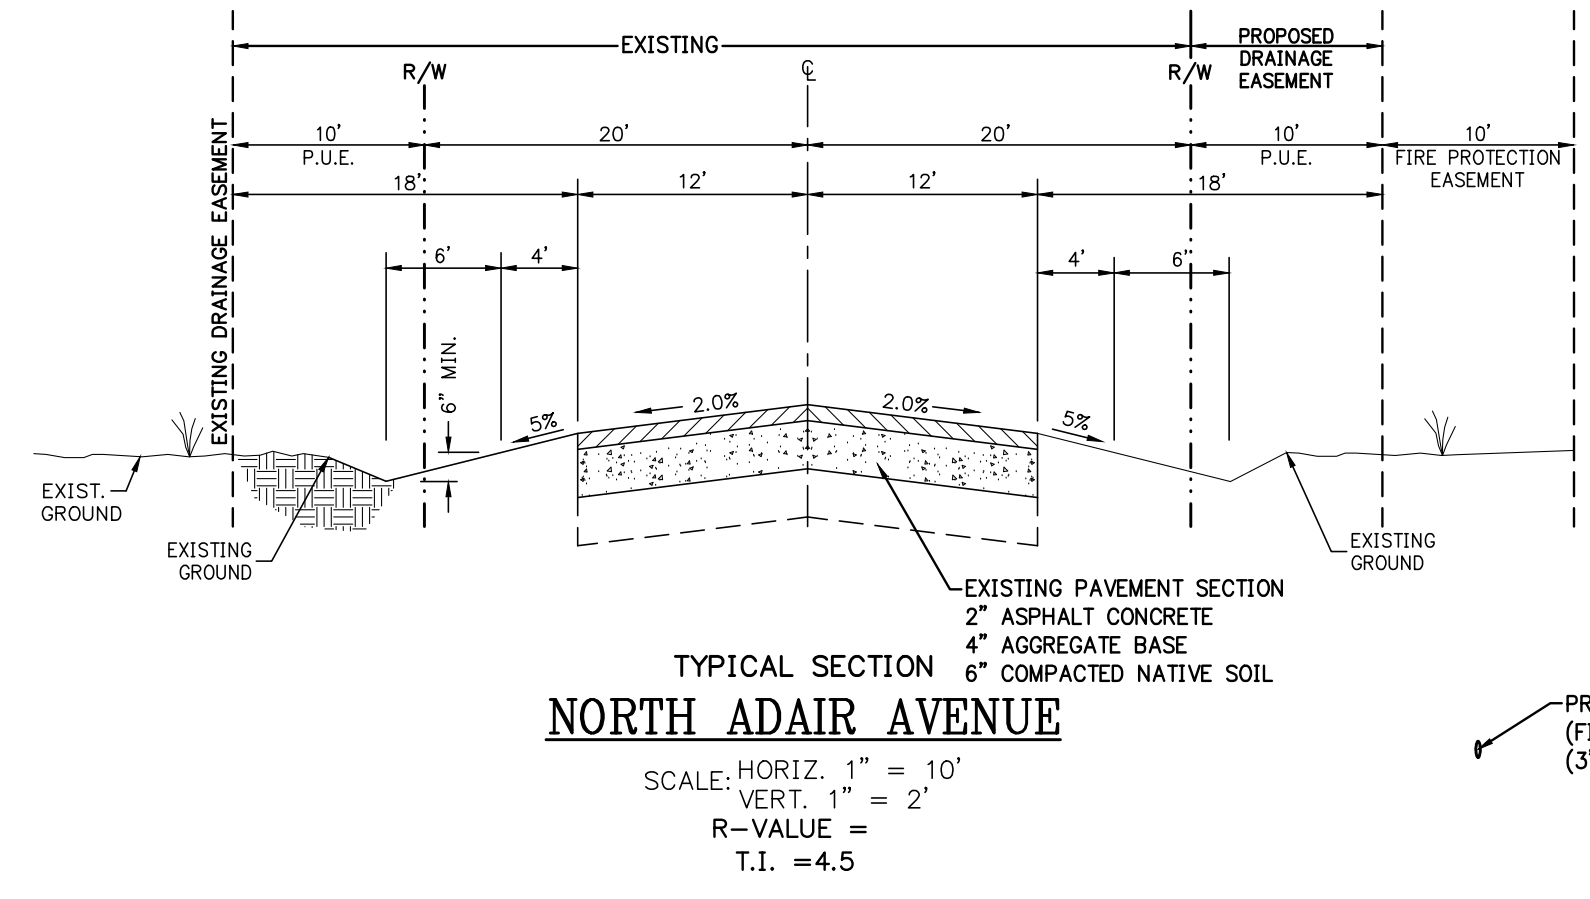 EXISTING
PROPOSED
DRAINAGE
EASEMENT
R/W
℄
R/W
EXISTING DRAINAGE EASEMENT
10'
P.U.E.
20'
20'
10'
P.U.E.
10'
FIRE PROTECTION
EASEMENT
18'
12'
12'
18'
6'
4'
4'
6'
6" MIN.
5%
2.0%
2.0%
5%
EXIST.
GROUND
EXISTING
GROUND
EXISTING
GROUND
EXISTING PAVEMENT SECTION
2" ASPHALT CONCRETE
4" AGGREGATE BASE
6" COMPACTED NATIVE SOIL
TYPICAL SECTION
NORTH ADAIR AVENUE
SCALE: HORIZ. 1" = 10'
VERT. 1" = 2'
R-VALUE =
T.I. =4.5